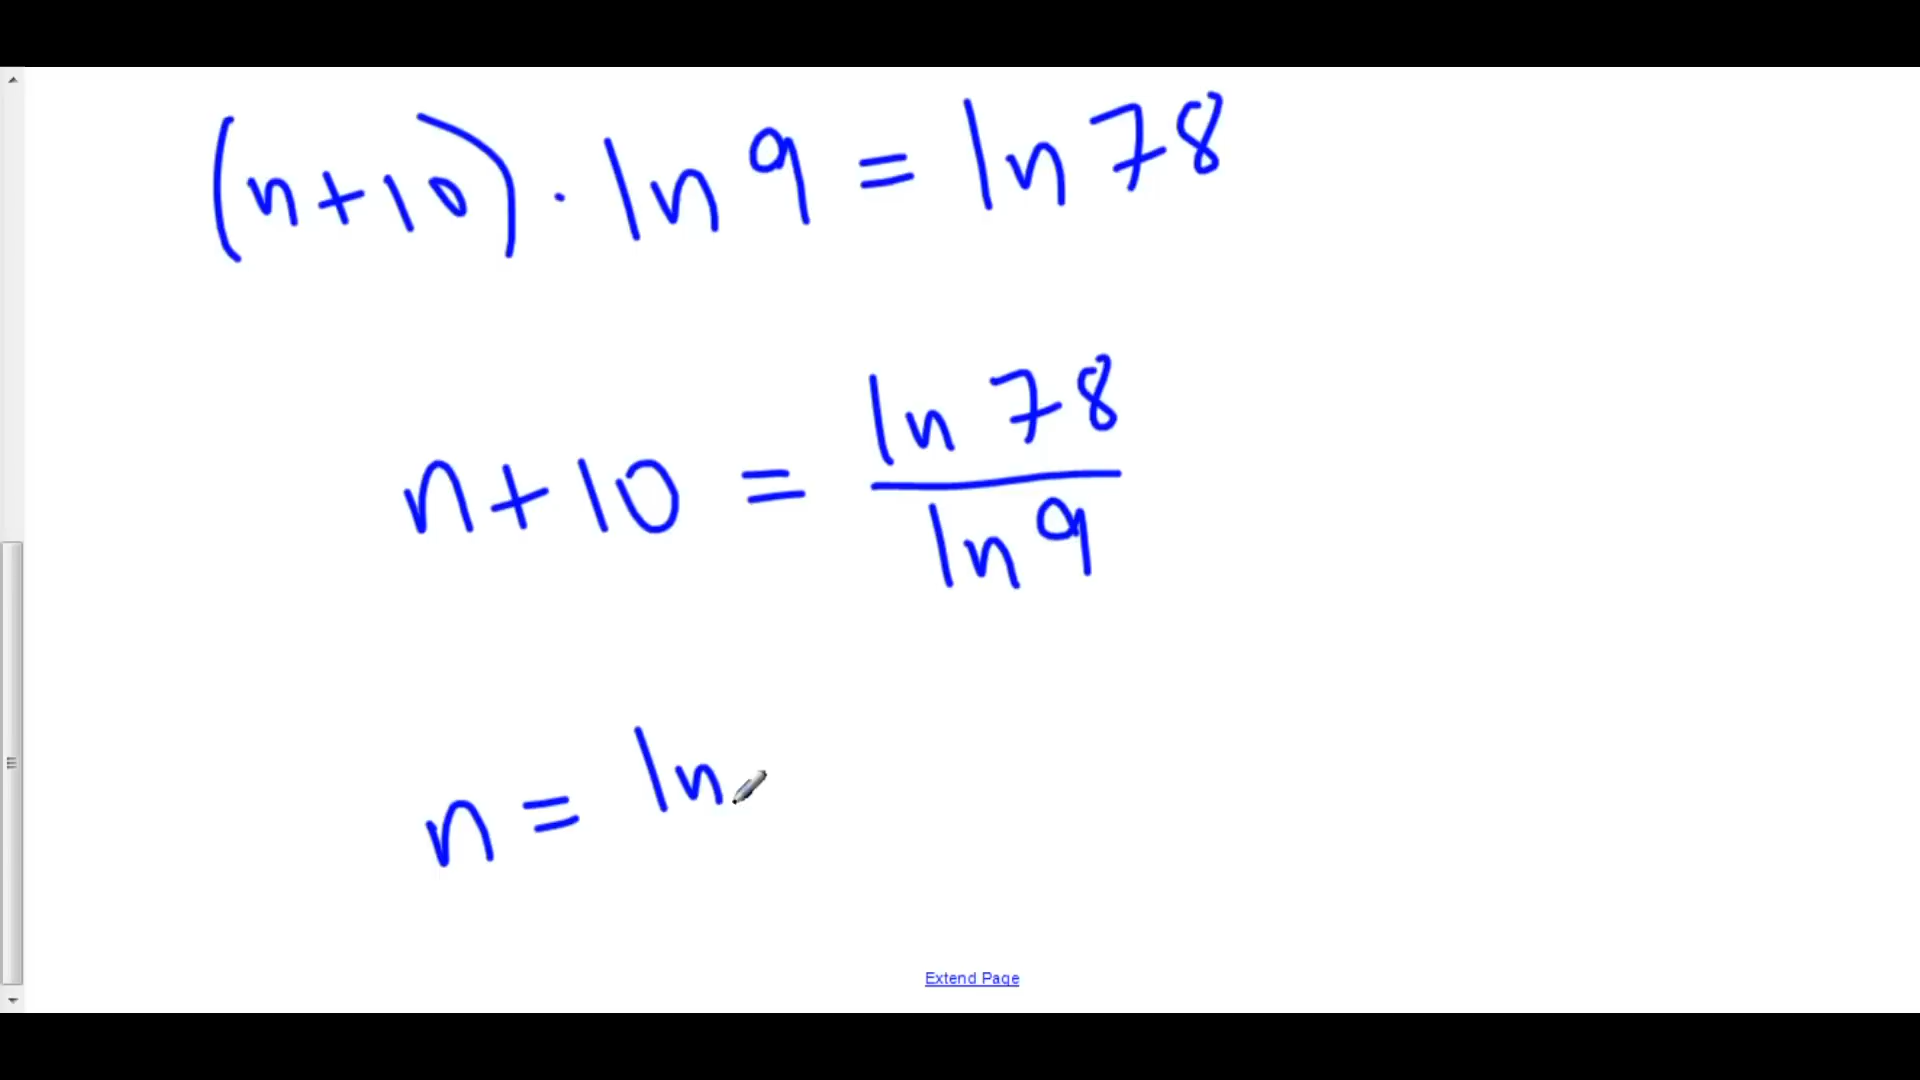 (n+10) · ln 9 = ln 78
n+10 = ln 78 / ln 9
n = ln
Extend Page